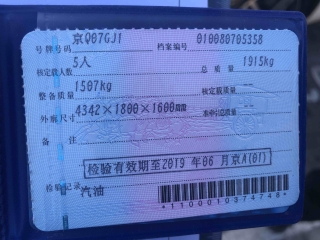 号牌号码 京Q07GJ1 档案编号 010080705358
核定载人数 5人 总质量 1915kg
整备质量 1507kg 核定载质量
外廓尺寸 4342×1800×1600 准牵引总质量
备注
检验有效期至2019年06月京A(01)
检验记录 汽油
*1100010374748*